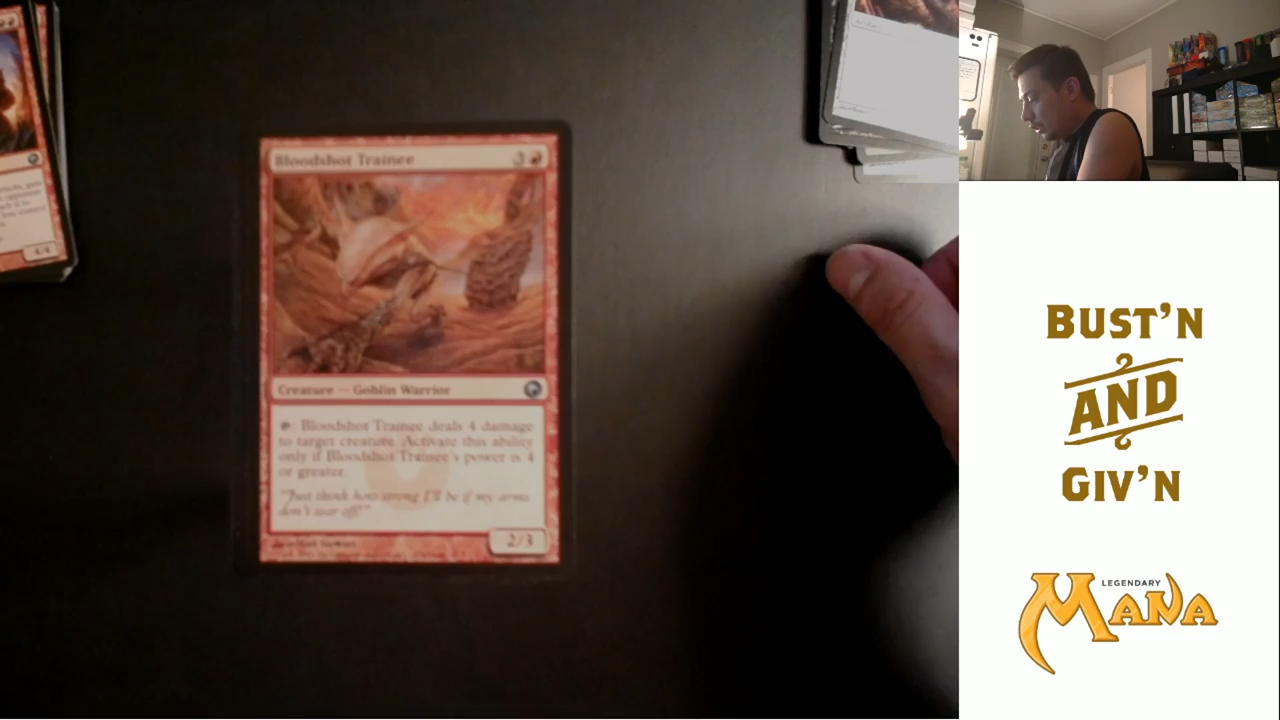 Bloodshot Trainee
Creature — Goblin Warrior
: Bloodshot Trainee deals 4 damage
to target creature. Activate this ability
only if Bloodshot Trainee's power is 4
or greater.
"Just think how strong I'll be if my arms
don't tear off!"
2/3
4/4
BUST'N
AND
GIV'N
LEGENDARY
MANA